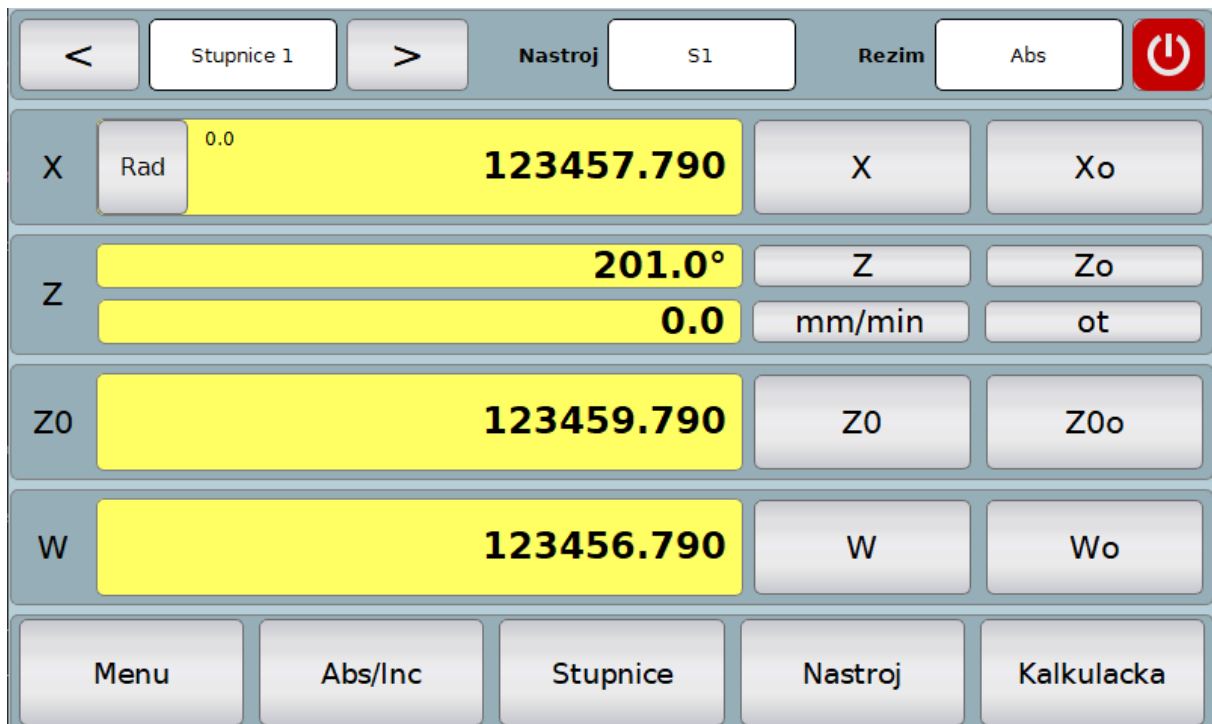 < Stupnice 1 > Nastroj S1 Rezim Abs
X Rad 0.0 123457.790 X Xo
Z 201.0° Z Zo
0.0 mm/min ot
Z0 123459.790 Z0 Z0o
W 123456.790 W Wo
Menu Abs/Inc Stupnice Nastroj Kalkulacka